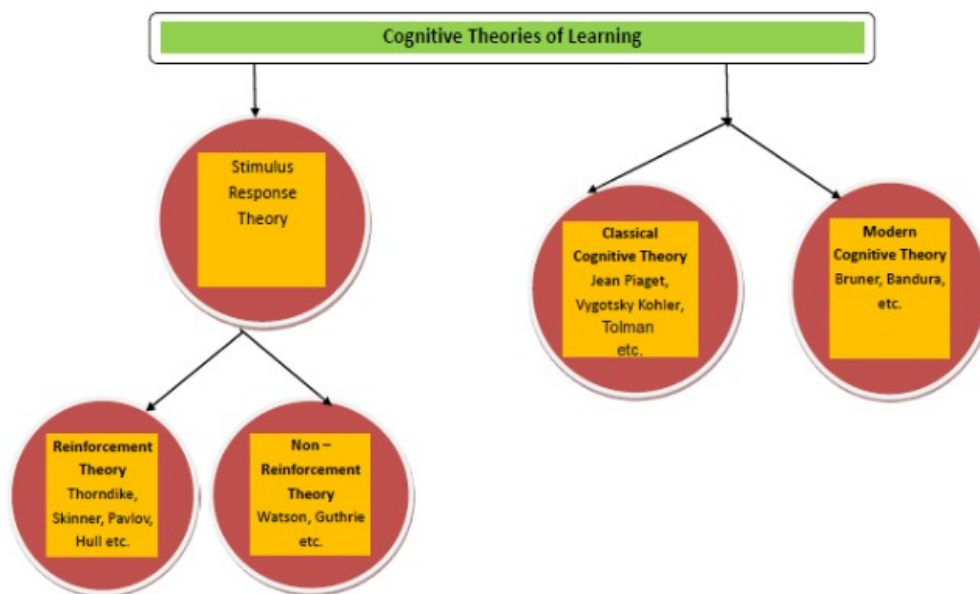 Cognitive Theories of Learning
Stimulus
Response
Theory
Classical
Cognitive Theory
Jean Piaget,
Vygotsky Kohler,
Tolman
etc.
Modern
Cognitive Theory
Bruner, Bandura,
etc.
Reinforcement
Theory
Thorndike,
Skinner, Pavlov,
Hull etc.
Non –
Reinforcement
Theory
Watson, Guthrie
etc.